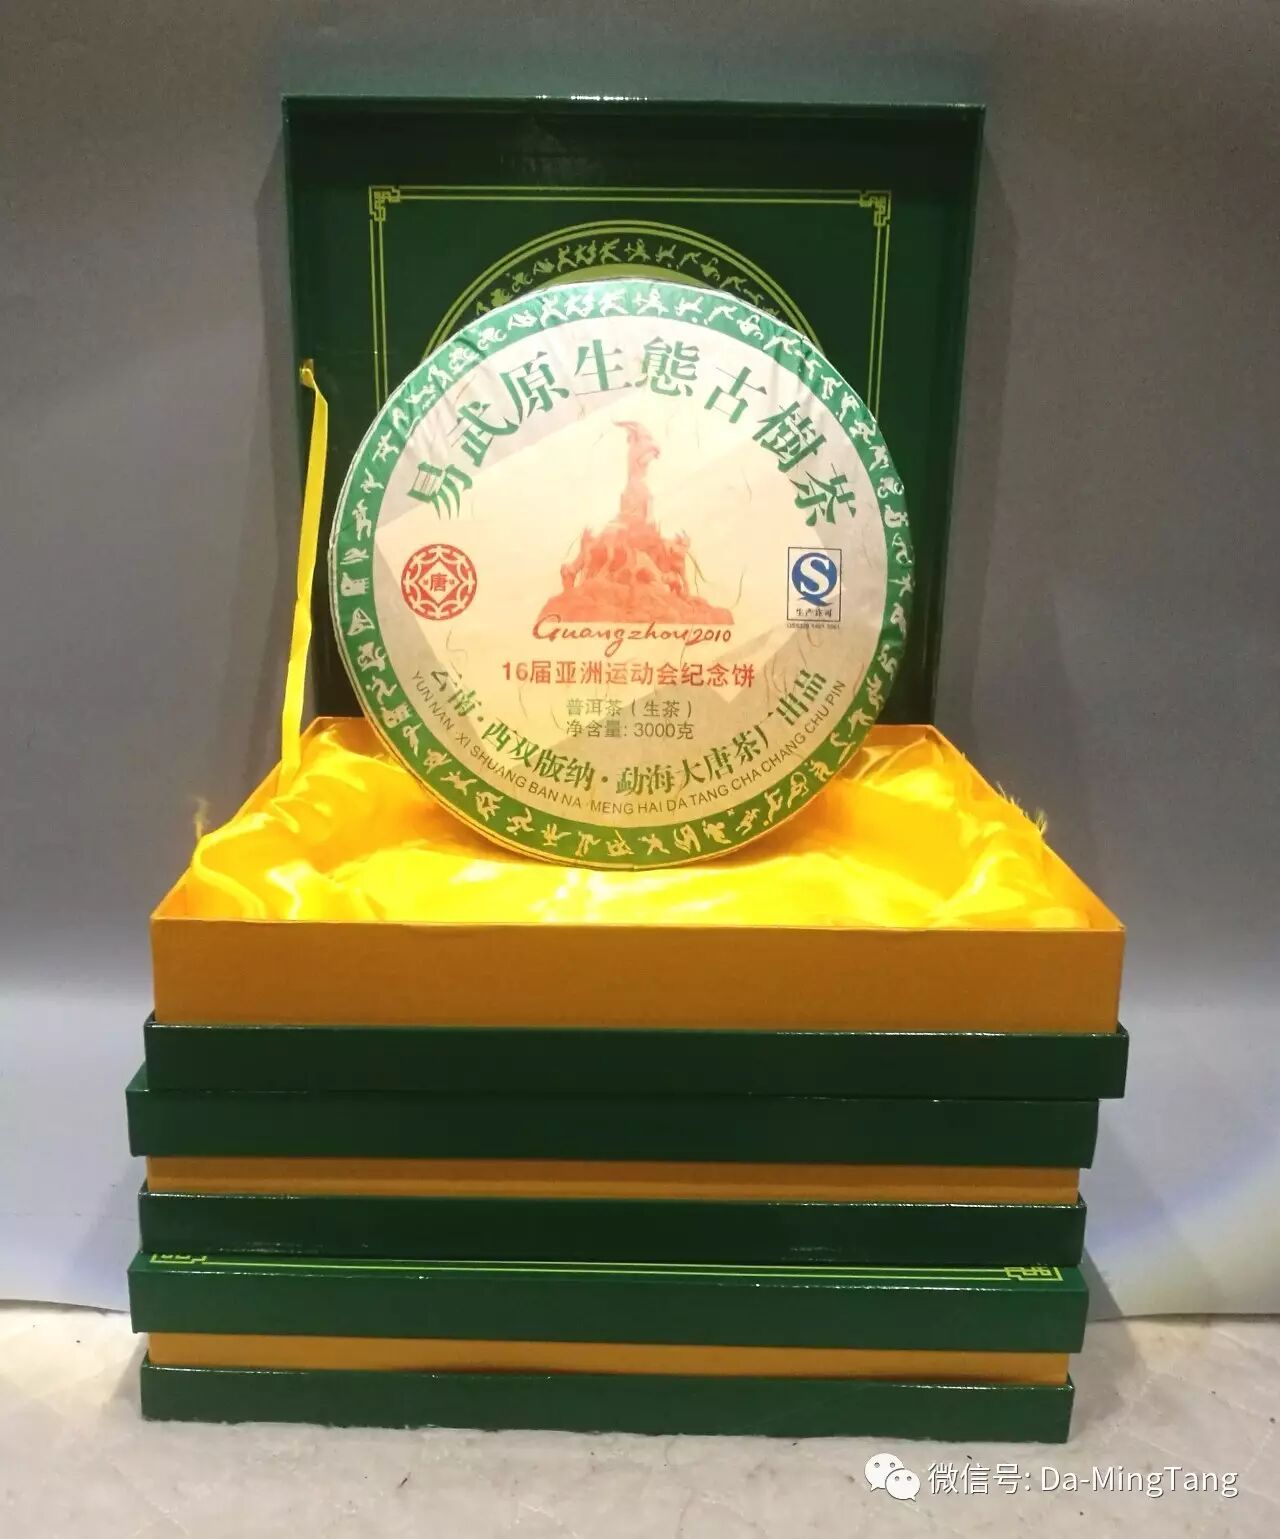 易武原生態古樹茶
大
唐
S
生产许可
Guangzhou2010
16届亚洲运动会纪念饼
普洱茶（生茶）
净含量: 3000克
云南·西双版纳·勐海大唐茶厂出品
YUN NAN ·XI SHUANG BAN NA ·MENG HAI DA TANG CHA CHANG CHU PIN
微信号: Da-MingTang